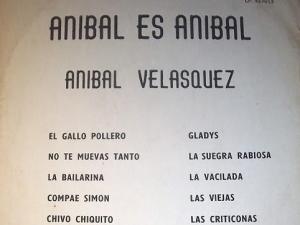 ANIBAL ES ANIBAL
ANIBAL VELASQUEZ
EL GALLO POLLERO
NO TE MUEVAS TANTO
LA BAILARINA
COMPAE SIMON
CHIVO CHIQUITO
GLADYS
LA SUEGRA RABIOSA
LA VACILADA
LAS VIEJAS
LAS CRITICONAS